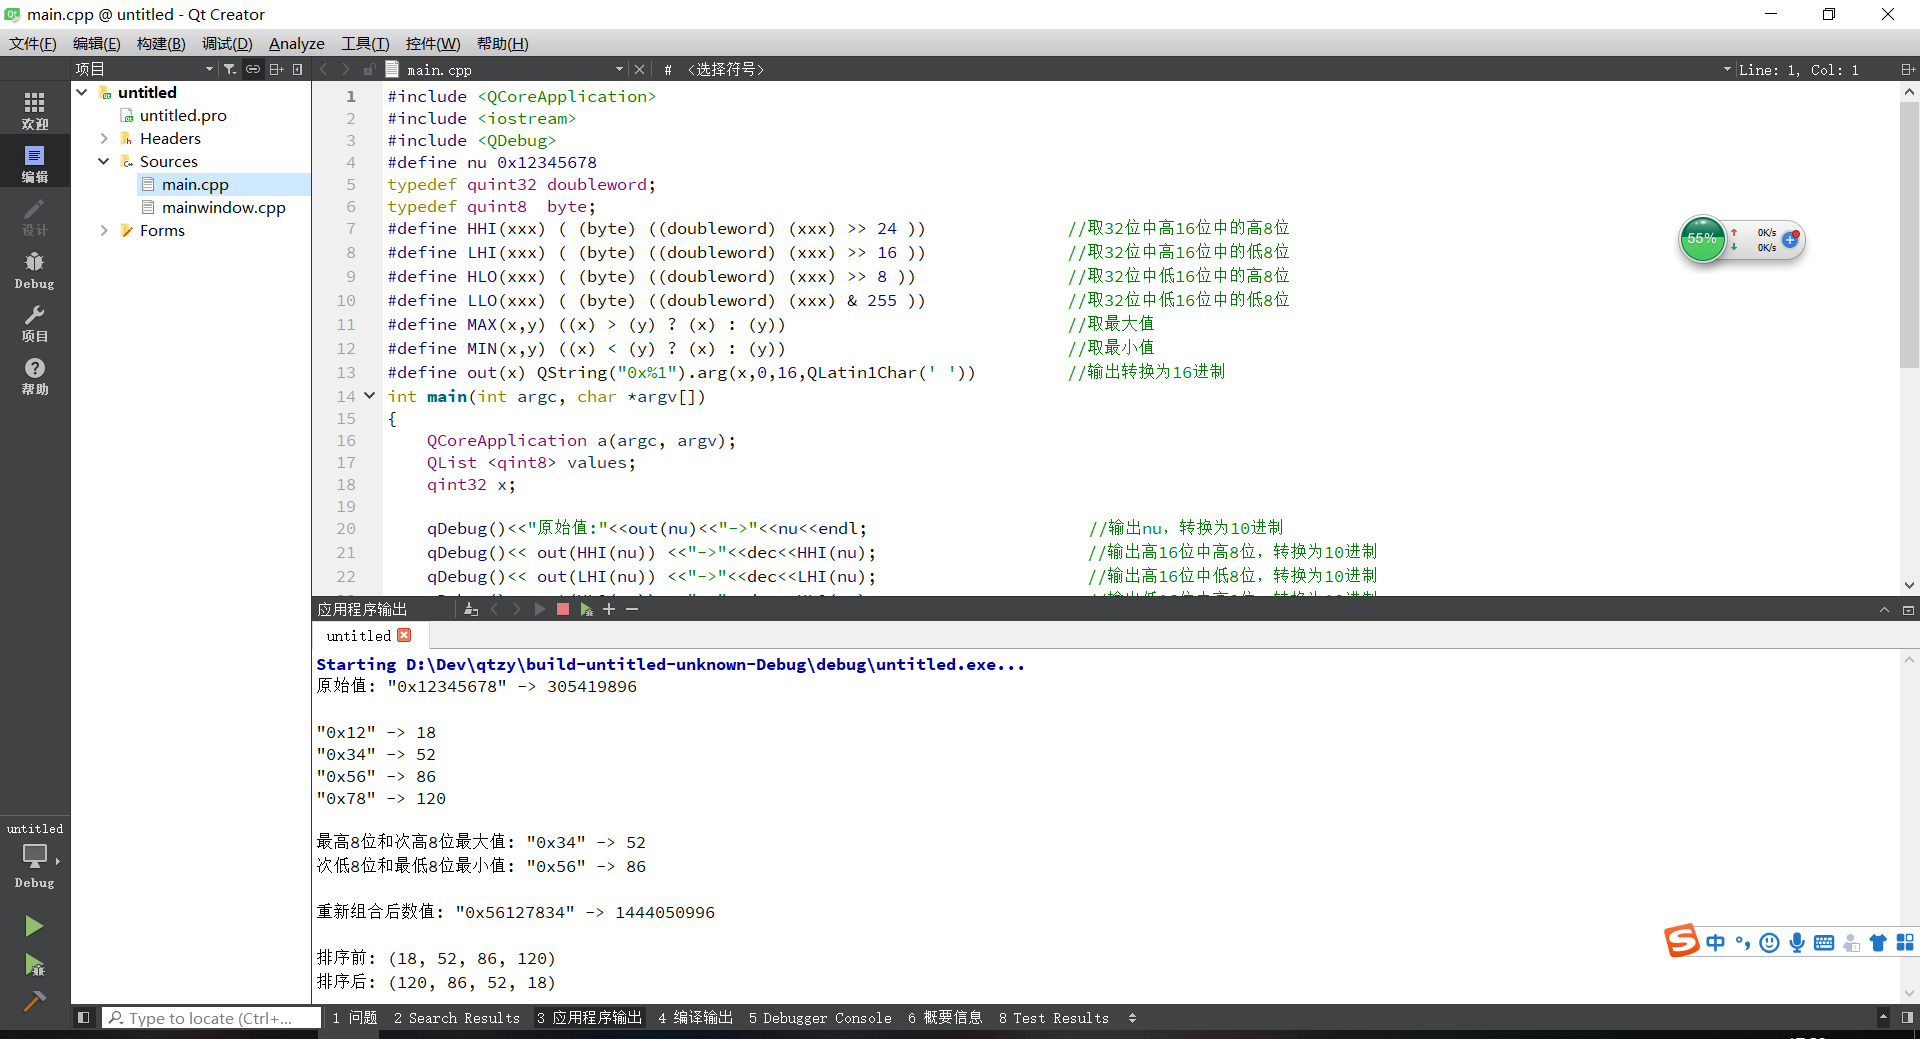 main.cpp @ untitled - Qt Creator
文件(F) 编辑(E) 构建(B) 调试(D) Analyze 工具(T) 控件(W) 帮助(H)
项目
main.cpp
# <选择符号>
Line: 1, Col: 1
欢迎
编辑
设计
Debug
项目
帮助
untitled
Debug
untitled
untitled.pro
Headers
Sources
main.cpp
mainwindow.cpp
Forms
1 #include <QCoreApplication>
2 #include <iostream>
3 #include <QDebug>
4 #define nu 0x12345678
5 typedef quint32 doubleword;
6 typedef quint8  byte;
7 #define HHI(xxx) ( (byte) ((doubleword) (xxx) >> 24 )) //取32位中高16位中的高8位
8 #define LHI(xxx) ( (byte) ((doubleword) (xxx) >> 16 )) //取32位中高16位中的低8位
9 #define HLO(xxx) ( (byte) ((doubleword) (xxx) >> 8 )) //取32位中低16位中的高8位
10 #define LLO(xxx) ( (byte) ((doubleword) (xxx) & 255 )) //取32位中低16位中的低8位
11 #define MAX(x,y) ((x) > (y) ? (x) : (y)) //取最大值
12 #define MIN(x,y) ((x) < (y) ? (x) : (y)) //取最小值
13 #define out(x) QString("0x%1").arg(x,0,16,QLatin1Char(' ')) //输出转换为16进制
14 int main(int argc, char *argv[])
15 {
16 QCoreApplication a(argc, argv);
17 QList <qint8> values;
18 qint32 x;
19
20 qDebug()<<"原始值:"<<out(nu)<<"->"<<nu<<endl; //输出nu，转换为10进制
21 qDebug()<< out(HHI(nu)) <<"->"<<dec<<HHI(nu); //输出高16位中高8位，转换为10进制
22 qDebug()<< out(LHI(nu)) <<"->"<<dec<<LHI(nu); //输出高16位中低8位，转换为10进制
55%
0K/s
0K/s
应用程序输出
untitled
Starting D:\Dev\qtzy\build-untitled-unknown-Debug\debug\untitled.exe...
原始值: "0x12345678" -> 305419896
"0x12" -> 18
"0x34" -> 52
"0x56" -> 86
"0x78" -> 120
最高8位和次高8位最大值: "0x34" -> 52
次低8位和最低8位最小值: "0x56" -> 86
重新组合后数值: "0x56127834" -> 1444050996
排序前: (18, 52, 86, 120)
排序后: (120, 86, 52, 18)
中
Type to locate (Ctrl+...
1 问题 2 Search Results 3 应用程序输出 4 编译输出 5 Debugger Console 6 概要信息 8 Test Results